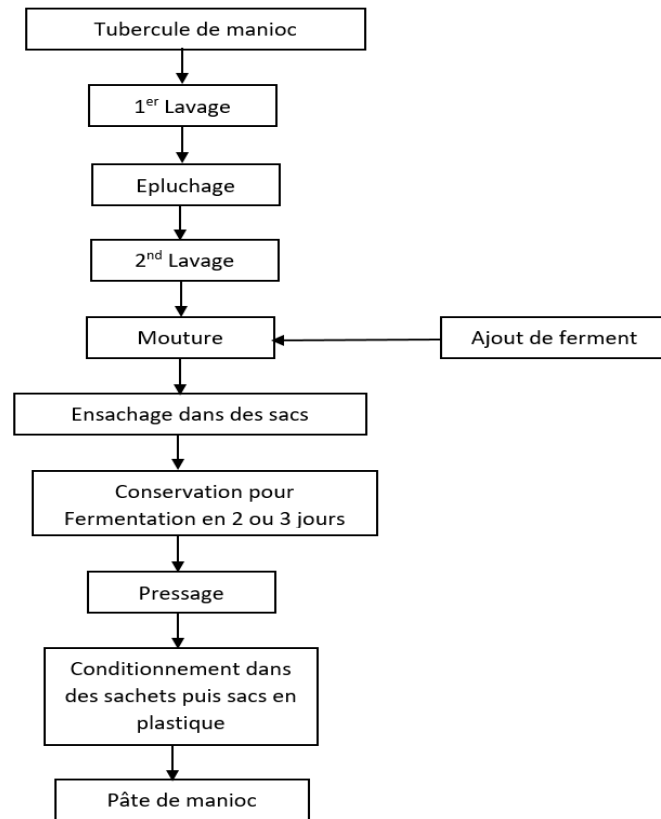 Tubercule de manioc
1er Lavage
Epluchage
2nd Lavage
Mouture
Ajout de ferment
Ensachage dans des sacs
Conservation pour
Fermentation en 2 ou 3 jours
Pressage
Conditionnement dans
des sachets puis sacs en
plastique
Pâte de manioc